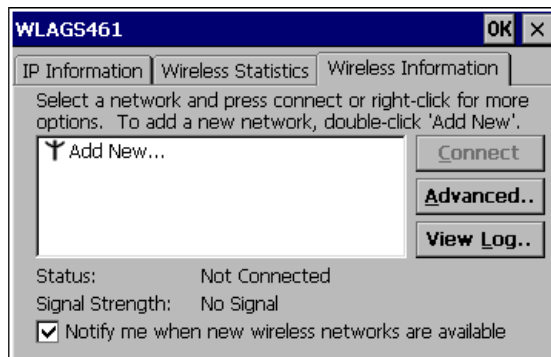 WLAGS461 OK ×
IP Information Wireless Statistics Wireless Information
Select a network and press connect or right-click for more
options. To add a new network, double-click 'Add New'.
Add New...
Connect
Advanced..
View Log..
Status: Not Connected
Signal Strength: No Signal
Notify me when new wireless networks are available